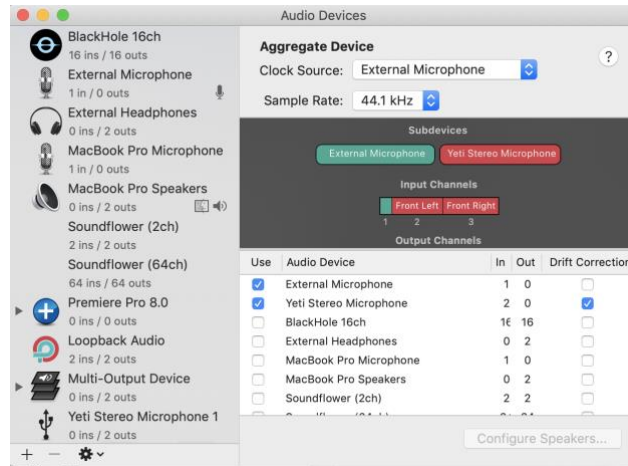 Audio Devices
BlackHole 16ch
16 ins / 16 outs
External Microphone
1 in / 0 outs
External Headphones
0 ins / 2 outs
MacBook Pro Microphone
1 in / 0 outs
MacBook Pro Speakers
0 ins / 2 outs
Soundflower (2ch)
2 ins / 2 outs
Soundflower (64ch)
64 ins / 64 outs
Premiere Pro 8.0
0 ins / 0 outs
Loopback Audio
2 ins / 2 outs
Multi-Output Device
0 ins / 2 outs
Yeti Stereo Microphone 1
0 ins / 2 outs
Aggregate Device
?
Clock Source: External Microphone
Sample Rate: 44.1 kHz
Subdevices
External Microphone Yeti Stereo Microphone
Input Channels
Front Left Front Right
1 2 3
Output Channels
Use Audio Device In Out Drift Correction
External Microphone 1 0
Yeti Stereo Microphone 2 0
BlackHole 16ch 16 16
External Headphones 0 2
MacBook Pro Microphone 1 0
MacBook Pro Speakers 0 2
Soundflower (2ch) 2 2
Configure Speakers...